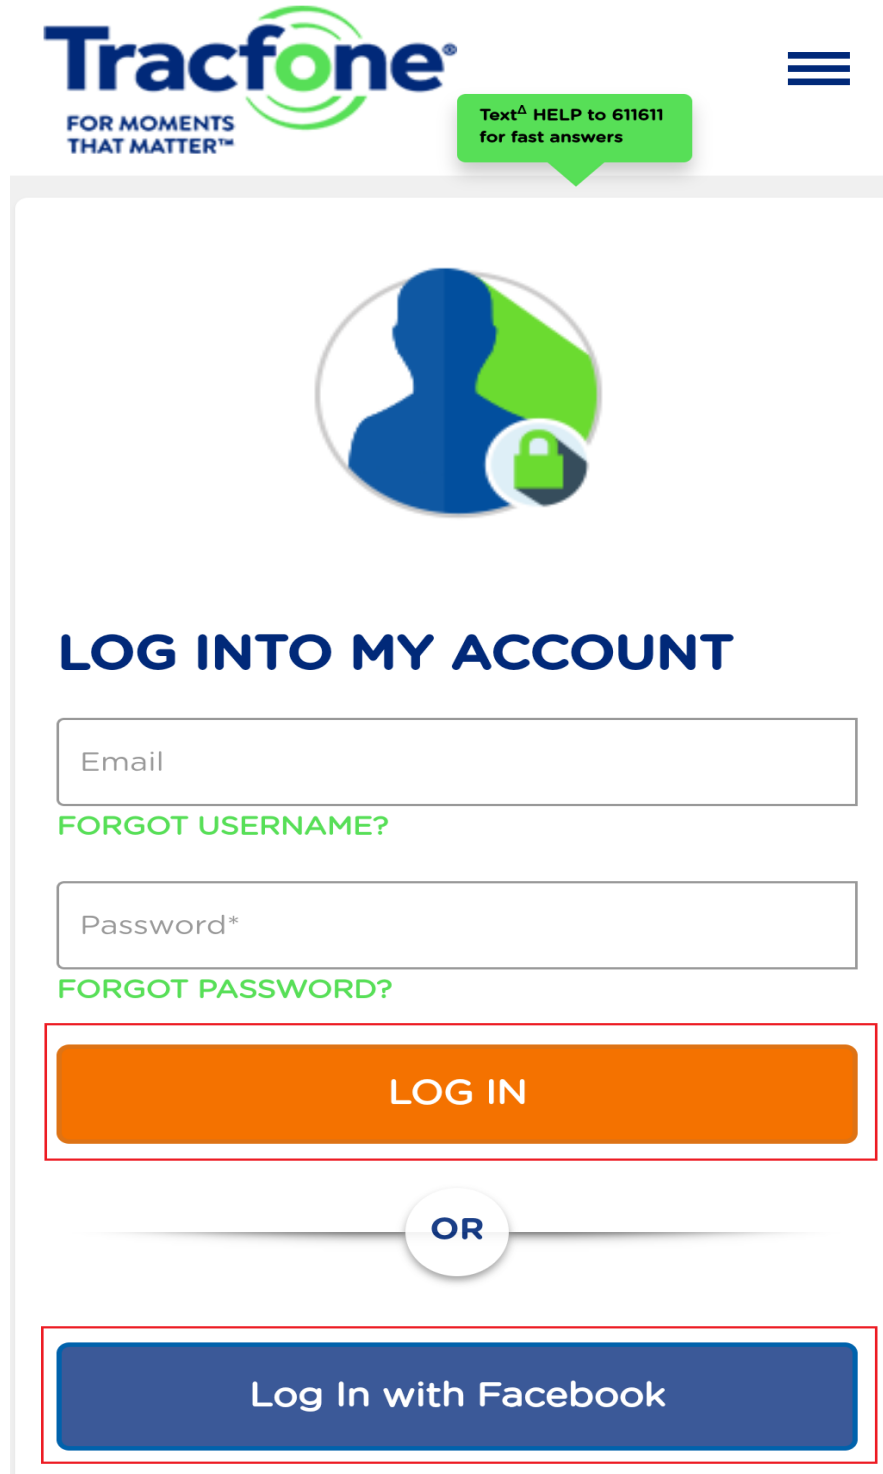 Tracfone®
FOR MOMENTS
THAT MATTER™
Text^Δ HELP to 611611
for fast answers
LOG INTO MY ACCOUNT
Email
FORGOT USERNAME?
Password*
FORGOT PASSWORD?
LOG IN
OR
Log In with Facebook